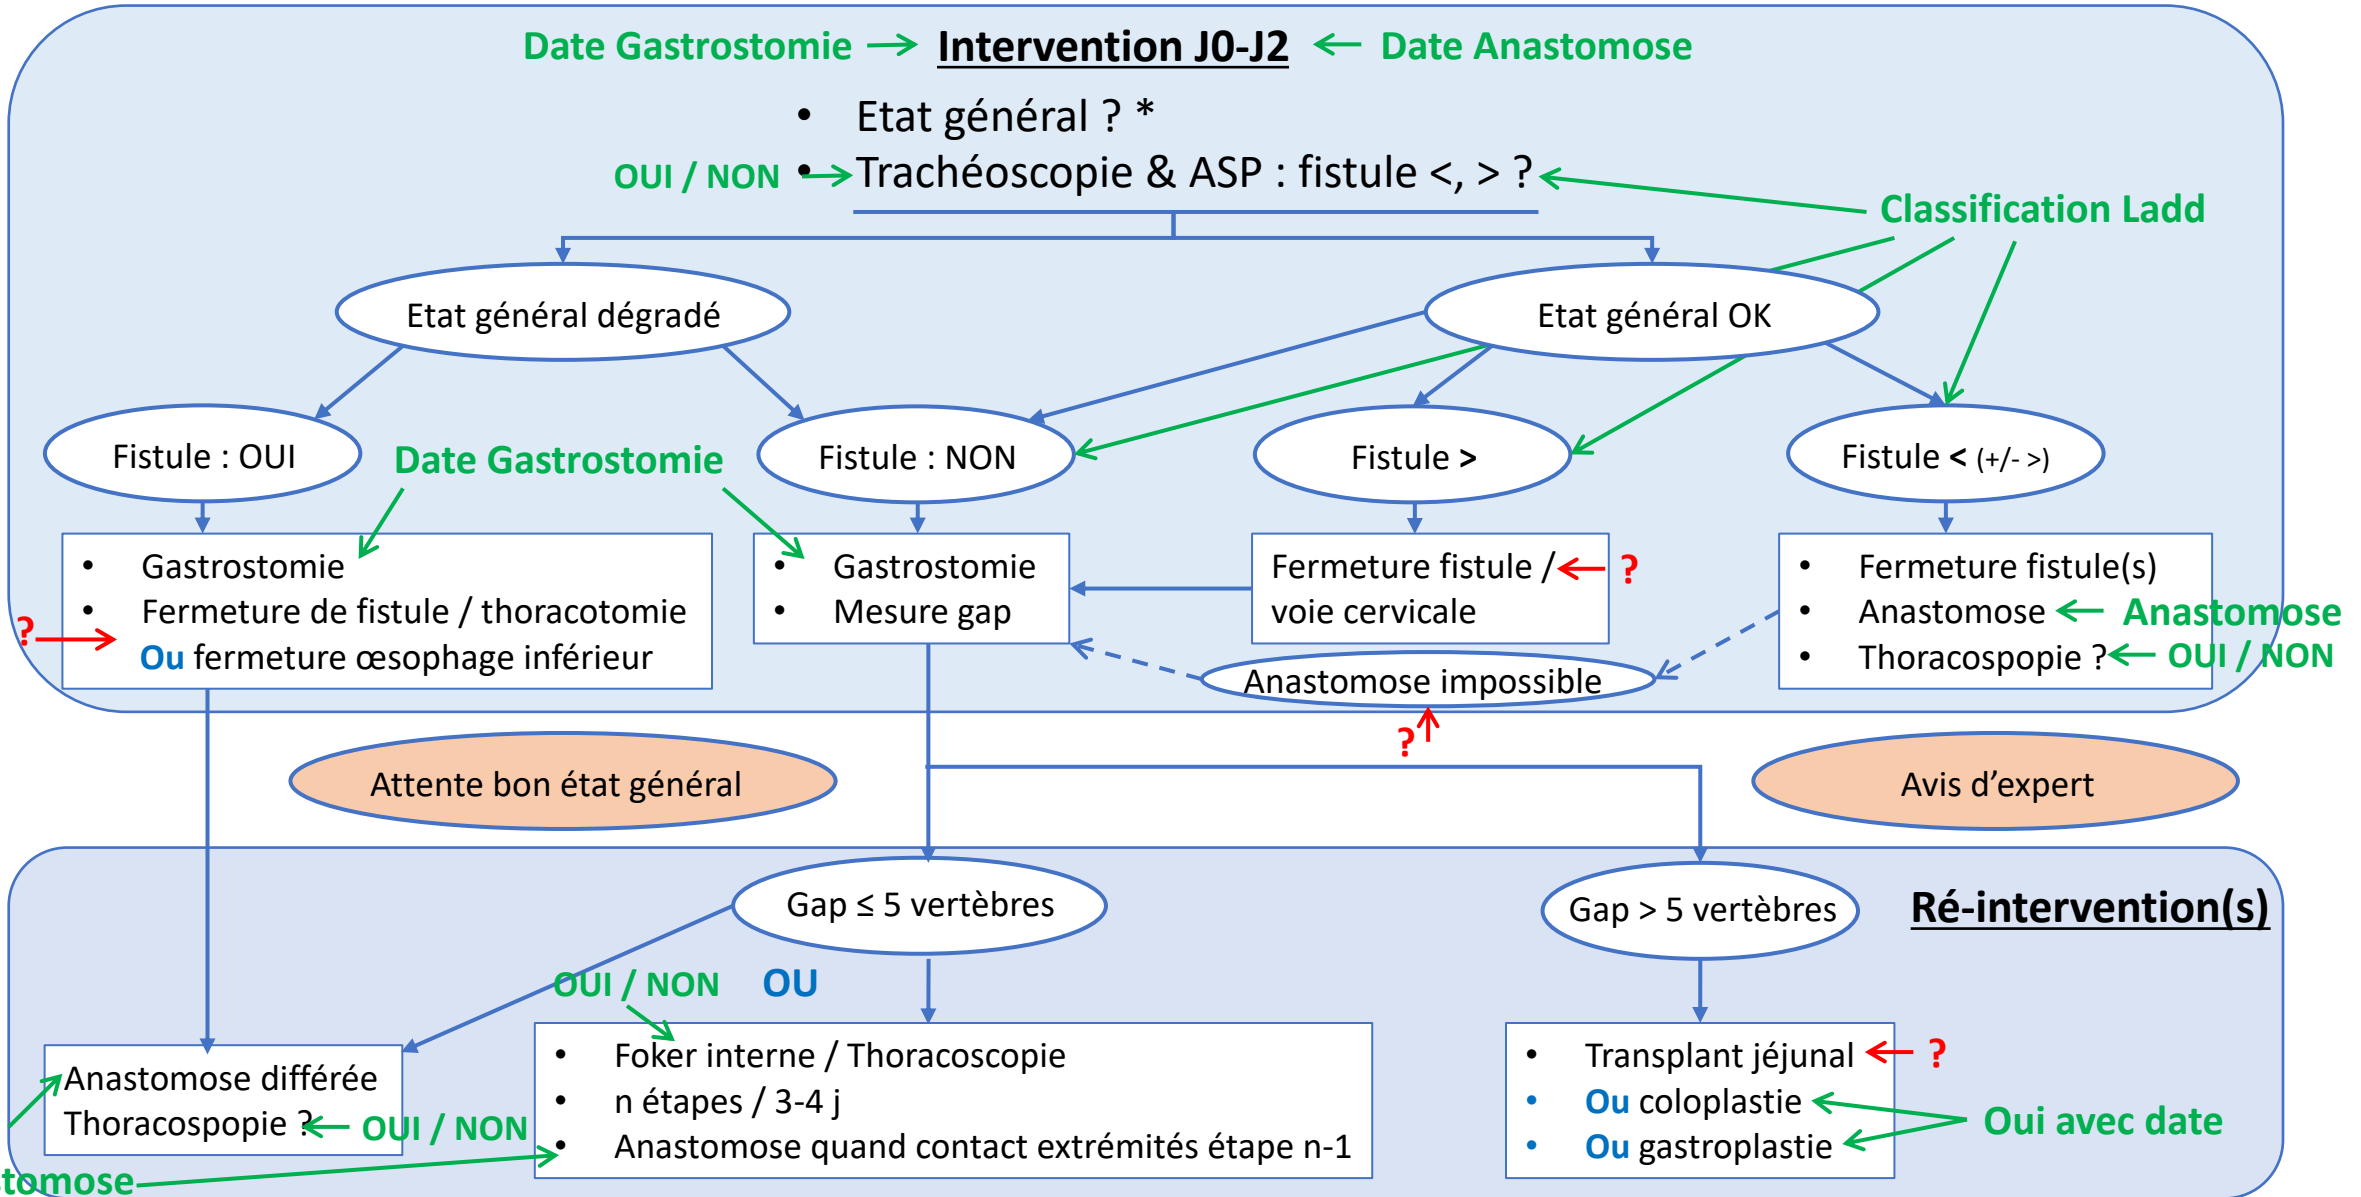 Date Gastrostomie Intervention J0-J2 Date Anastomose
• Etat général ? *
OUI / NON • Trachéoscopie & ASP : fistule <, > ?
Classification Ladd
Etat général dégradé
Etat général OK
Fistule : OUI
Date Gastrostomie
Fistule : NON
Fistule >
Fistule < (+/- >)
• Gastrostomie
• Fermeture de fistule / thoracotomie
?
Ou fermeture œsophage inférieur
• Gastrostomie
• Mesure gap
Fermeture fistule / ?
voie cervicale
• Fermeture fistule(s)
• Anastomose Anastomose
• Thoracospopie ? OUI / NON
Anastomose impossible
?
Attente bon état général
Avis d’expert
Gap ≤ 5 vertèbres
Gap > 5 vertèbres
Ré-intervention(s)
OUI / NON OU
Anastomose différée
Thoracospopie ? OUI / NON
• Foker interne / Thoracoscopie
• n étapes / 3-4 j
• Anastomose quand contact extrémités étape n-1
• Transplant jéjunal ?
• Ou coloplastie
• Ou gastroplastie
Oui avec date
stomose